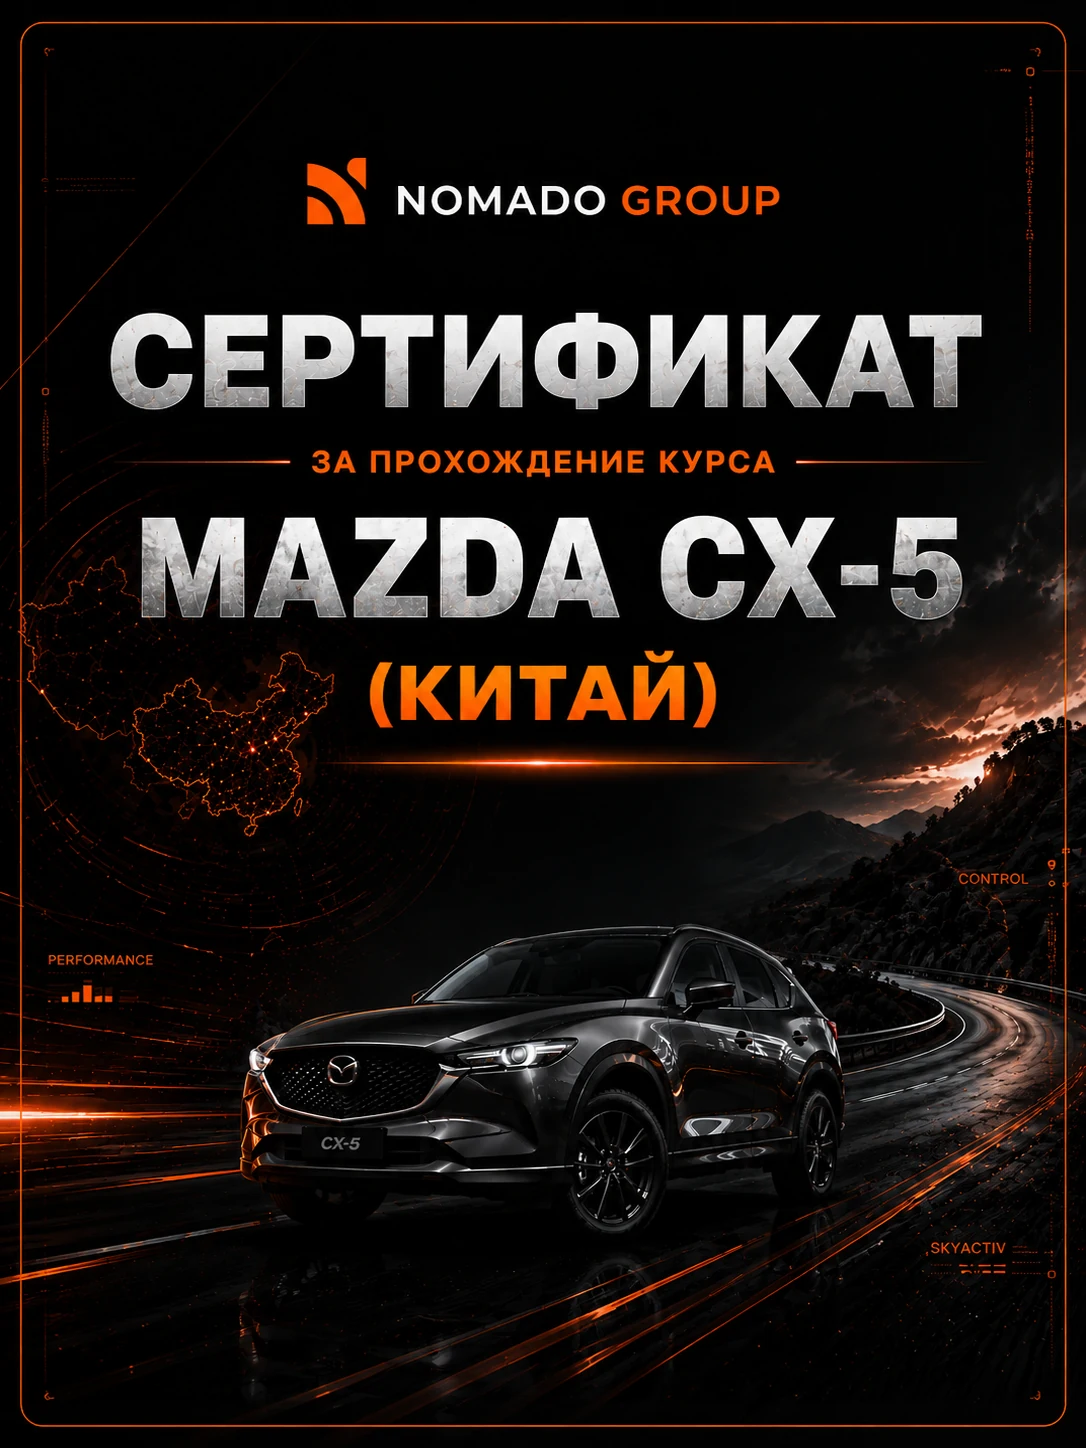 NOMADO GROUP
СЕРТИФИКАТ
ЗА ПРОХОЖДЕНИЕ КУРСА
MAZDA CX-5
(КИТАЙ)
CONTROL
PERFORMANCE
CX-5
SKYACTIV